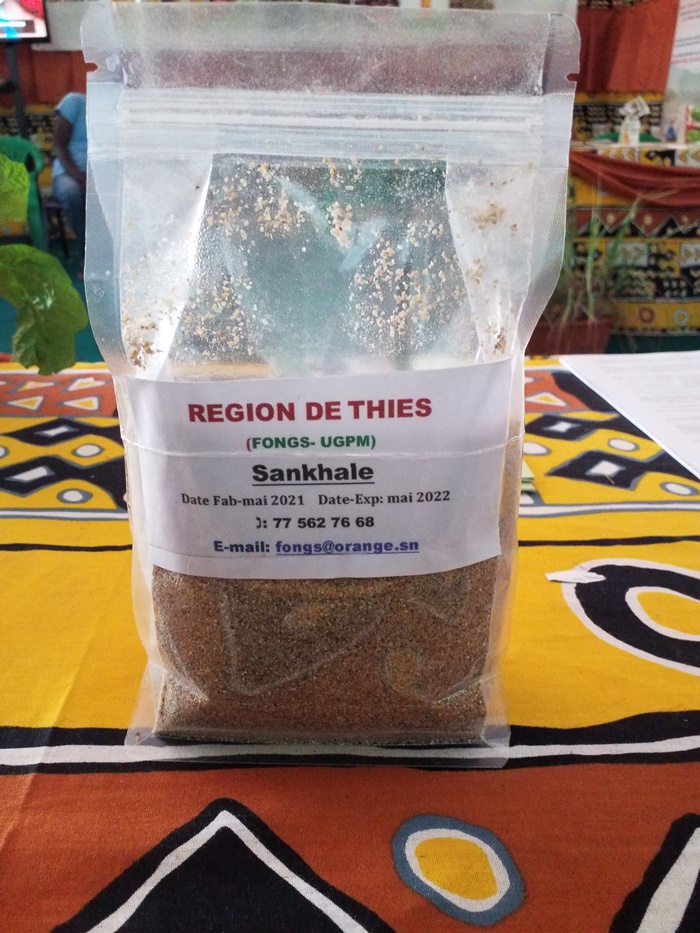 REGION DE THIES
(FONGS- UGPM)
Sankhale
Date Fab-mai 2021 Date-Exp: mai 2022
: 77 562 76 68
E-mail: fongs@orange.sn